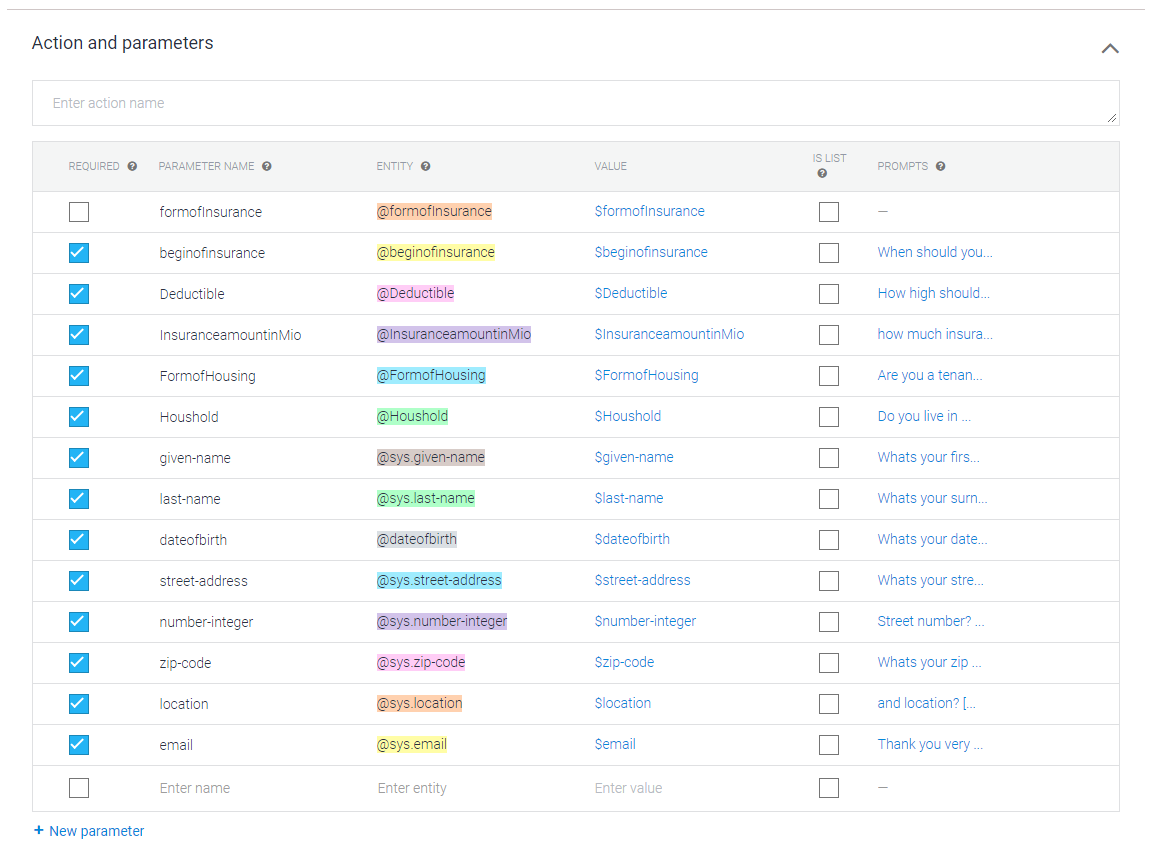 Action and parameters
Enter action name
REQUIRED PARAMETER NAME ENTITY VALUE IS LIST PROMPTS
formofInsurance @formofInsurance $formofInsurance —
beginofinsurance @beginofinsurance $beginofinsurance When should you...
Deductible @Deductible $Deductible How high should...
InsuranceamountinMio @InsuranceamountinMio $InsuranceamountinMio how much insura...
FormofHousing @FormofHousing $FormofHousing Are you a tenan...
Houshold @Houshold $Houshold Do you live in ...
given-name @sys.given-name $given-name Whats your firs...
last-name @sys.last-name $last-name Whats your surn...
dateofbirth @dateofbirth $dateofbirth Whats your date...
street-address @sys.street-address $street-address Whats your stre...
number-integer @sys.number-integer $number-integer Street number? ...
zip-code @sys.zip-code $zip-code Whats your zip ...
location @sys.location $location and location? [...
email @sys.email $email Thank you very ...
Enter name Enter entity Enter value —
+ New parameter